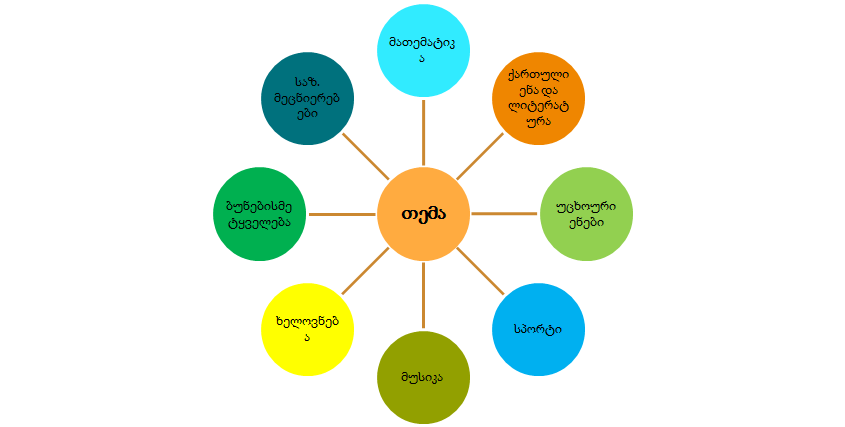 მათემატიკ
ა
ქართული
ენა და
ლიტერატ
ურა
უცხოური
ენები
სპორტი
მუსიკა
ხელოვნებ
ა
ბუნებისმე
ტყველება
საზ.
მეცნიერებ
ები
თემა